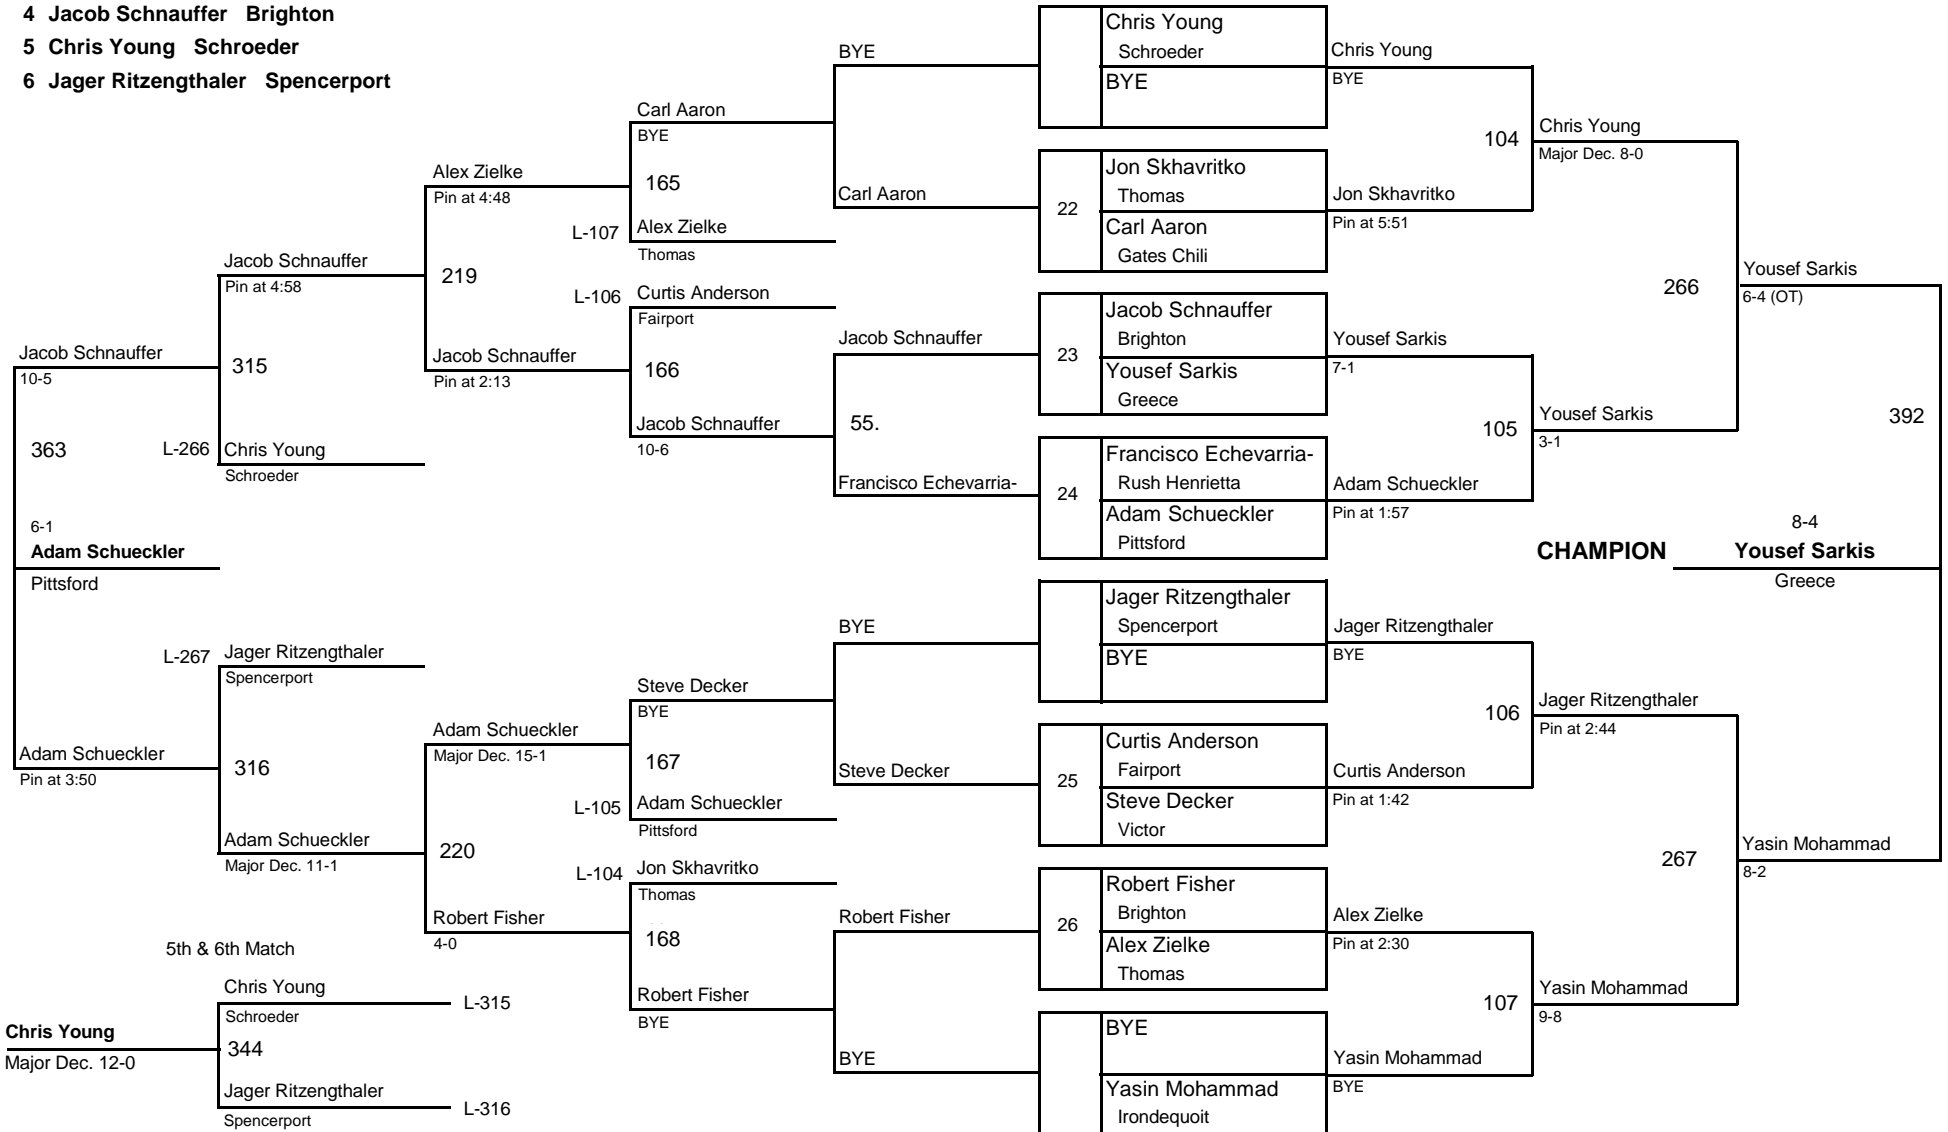 4 Jacob Schnauffer Brighton
5 Chris Young Schroeder
6 Jager Ritzengthaler Spencerport
Jacob Schnauffer
10-5
363
6-1
Adam Schueckler
Pittsford
Adam Schueckler
Pin at 3:50
Jacob Schnauffer
Pin at 4:58
315
L-266 Chris Young
Schroeder
L-267 Jager Ritzengthaler
Spencerport
316
Adam Schueckler
Major Dec. 11-1
5th & 6th Match
Chris Young
L-315
Schroeder
Chris Young
344
Major Dec. 12-0
Jager Ritzengthaler
L-316
Spencerport
Alex Zielke
Pin at 4:48
219
Jacob Schnauffer
Pin at 2:13
Adam Schueckler
Major Dec. 15-1
220
Robert Fisher
4-0
Carl Aaron
BYE
165
L-107 Alex Zielke
Thomas
L-106 Curtis Anderson
Fairport
166
Jacob Schnauffer
10-6
Steve Decker
BYE
167
L-105 Adam Schueckler
Pittsford
L-104 Jon Skhavritko
Thomas
168
Robert Fisher
BYE
BYE
Carl Aaron
Jacob Schnauffer
55.
Francisco Echevarria-
BYE
Steve Decker
Robert Fisher
BYE
Chris Young
Schroeder
BYE
22
Jon Skhavritko
Thomas
Carl Aaron
Gates Chili
23
Jacob Schnauffer
Brighton
Yousef Sarkis
Greece
24
Francisco Echevarria-
Rush Henrietta
Adam Schueckler
Pittsford
Jager Ritzengthaler
Spencerport
BYE
25
Curtis Anderson
Fairport
Steve Decker
Victor
26
Robert Fisher
Brighton
Alex Zielke
Thomas
BYE
Yasin Mohammad
Irondequoit
Chris Young
BYE
104
Jon Skhavritko
Pin at 5:51
Yousef Sarkis
7-1
105
Adam Schueckler
Pin at 1:57
Jager Ritzengthaler
BYE
106
Curtis Anderson
Pin at 1:42
Alex Zielke
Pin at 2:30
107
Yasin Mohammad
BYE
Chris Young
Major Dec. 8-0
266
Yousef Sarkis
3-1
Jager Ritzengthaler
Pin at 2:44
267
Yasin Mohammad
9-8
Yousef Sarkis
6-4 (OT)
392
8-4
CHAMPION Yousef Sarkis
Greece
Yasin Mohammad
8-2